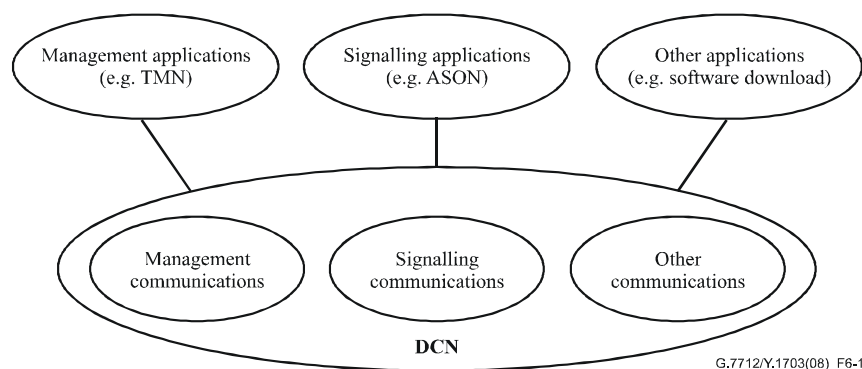 Management applications
(e.g. TMN)
Signalling applications
(e.g. ASON)
Other applications
(e.g. software download)
Management
communications
Signalling
communications
Other
communications
DCN
G.7712/Y.1703(08)_F6-1